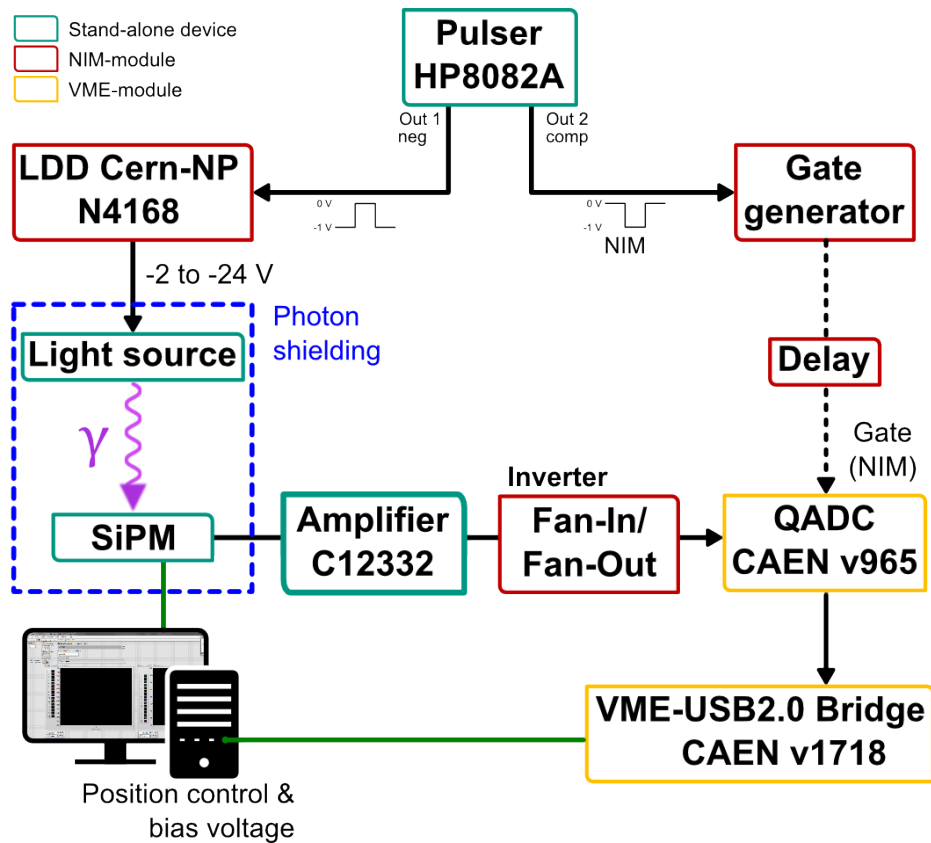 Stand-alone device
NIM-module
VME-module
Pulser
HP8082A
Out 1
neg
Out 2
comp
LDD Cern-NP
N4168
0 V
-1 V
0 V
-1 V
NIM
Gate
generator
-2 to -24 V
Photon
shielding
Light source
Delay
γ
Gate
(NIM)
SiPM
Amplifier
C12332
Inverter
Fan-In/
Fan-Out
QADC
CAEN v965
VME-USB2.0 Bridge
CAEN v1718
Position control &
bias voltage